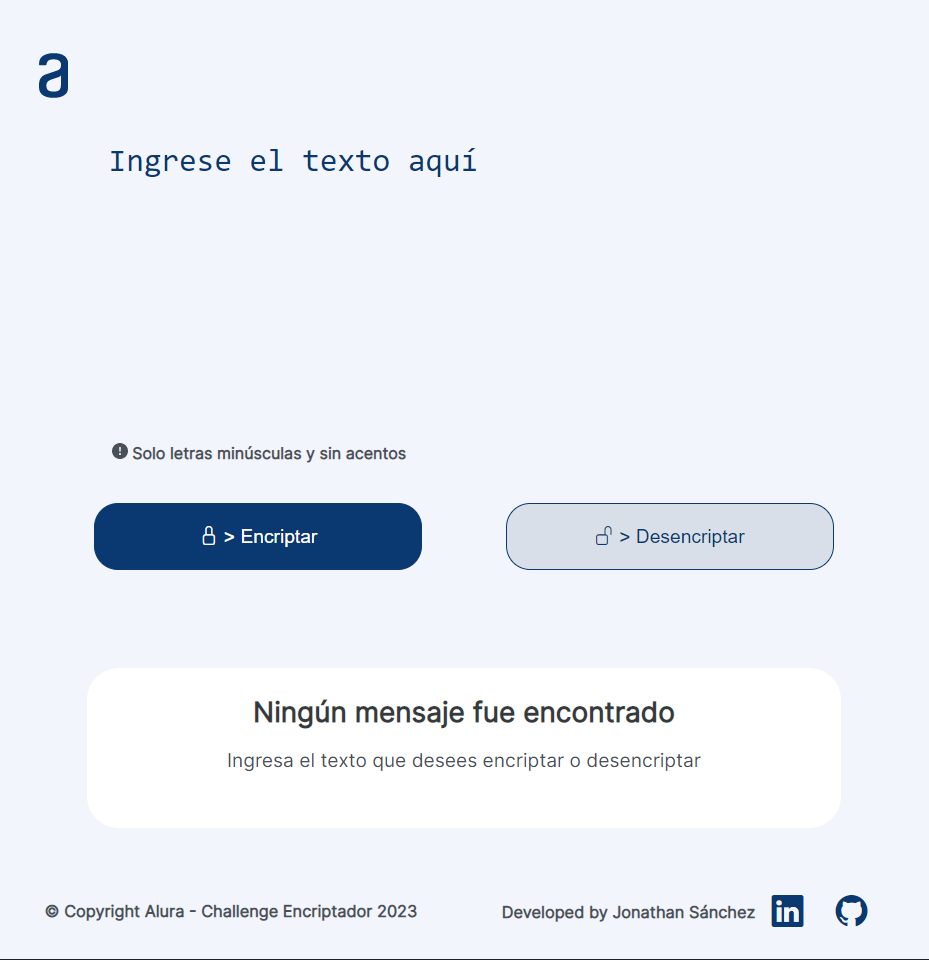 a
Ingrese el texto aquí
Solo letras minúsculas y sin acentos
> Encriptar
> Desencriptar
Ningún mensaje fue encontrado
Ingresa el texto que desees encriptar o desencriptar
© Copyright Alura - Challenge Encriptador 2023
Developed by Jonathan Sánchez in